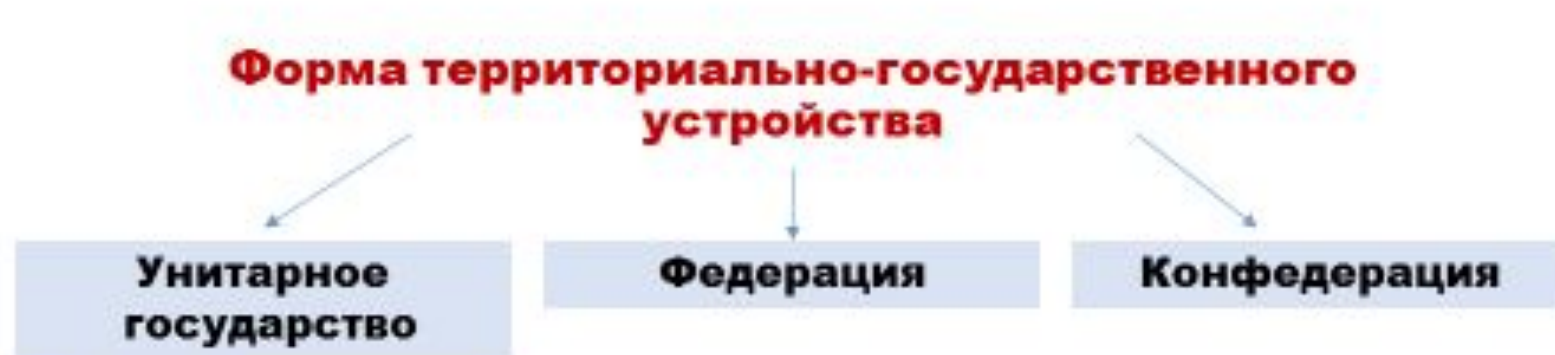 Форма территориально-государственного
устройства
Унитарное
государство
Федерация
Конфедерация